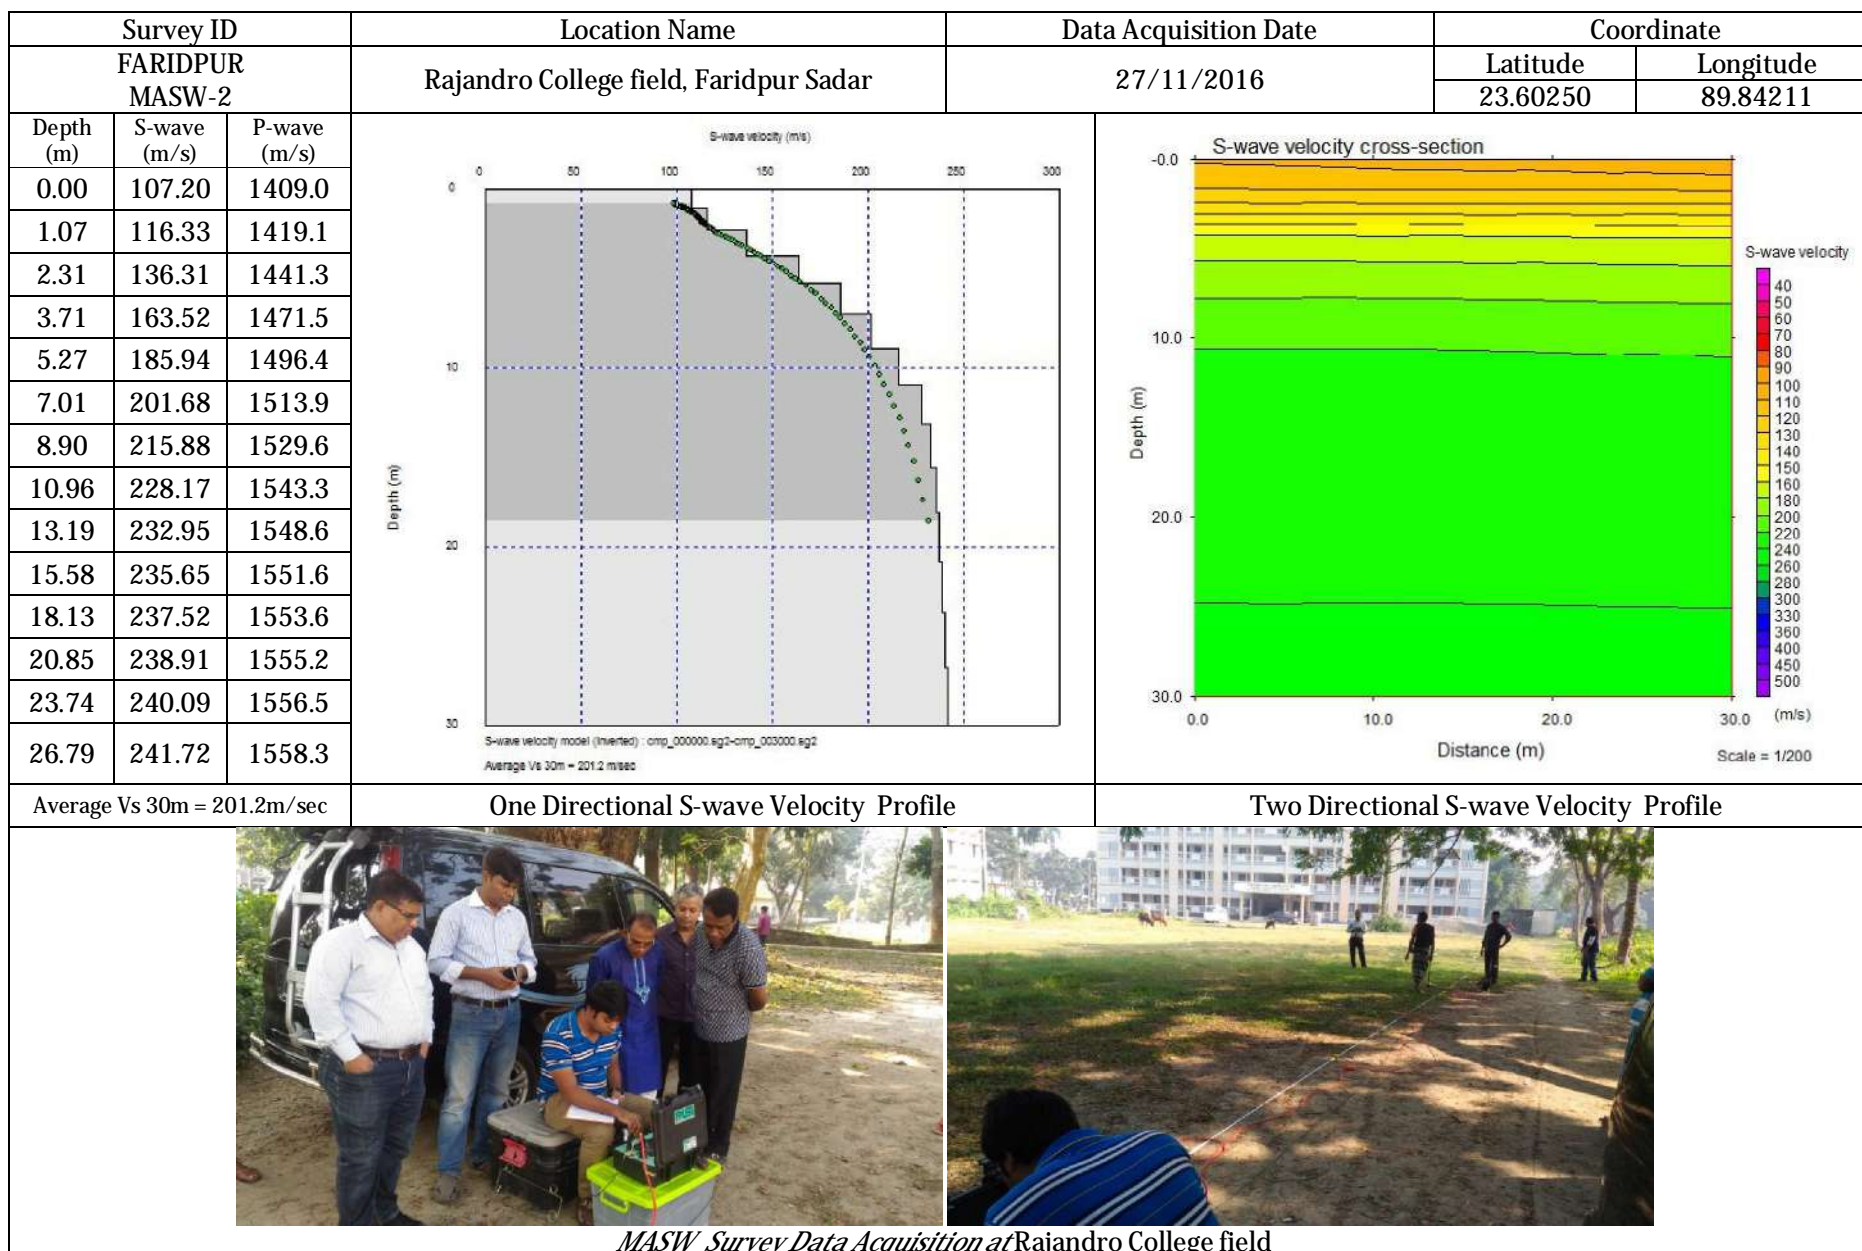 Survey ID Location Name Data Acquisition Date Coordinate
FARIDPUR
MASW-2
Rajandro College field, Faridpur Sadar
27/11/2016
Latitude Longitude
23.60250 89.84211
Depth (m) S-wave (m/s) P-wave (m/s)
0.00 107.20 1409.0
1.07 116.33 1419.1
2.31 136.31 1441.3
3.71 163.52 1471.5
5.27 185.94 1496.4
7.01 201.68 1513.9
8.90 215.88 1529.6
10.96 228.17 1543.3
13.19 232.95 1548.6
15.58 235.65 1551.6
18.13 237.52 1553.6
20.85 238.91 1555.2
23.74 240.09 1556.5
26.79 241.72 1558.3
S-wave velocity (m/s)
0 50 100 150 200 250 300
0
10
20
30
Depth (m)
S-wave velocity model (inverted) : cmp_000000.sg2-cmp_003000.sg2
Average Vs 30m = 201.2 m/sec
S-wave velocity cross-section
-0.0
10.0
20.0
30.0
Depth (m)
0.0 10.0 20.0 30.0 (m/s)
Distance (m)
Scale = 1/200
S-wave velocity
40
50
60
70
80
90
100
110
120
130
140
150
160
180
200
220
240
260
280
300
330
360
400
450
500
Average Vs 30m = 201.2m/sec
One Directional S-wave Velocity Profile
Two Directional S-wave Velocity Profile
MASW Survey Data Acquisition at Rajandro College field